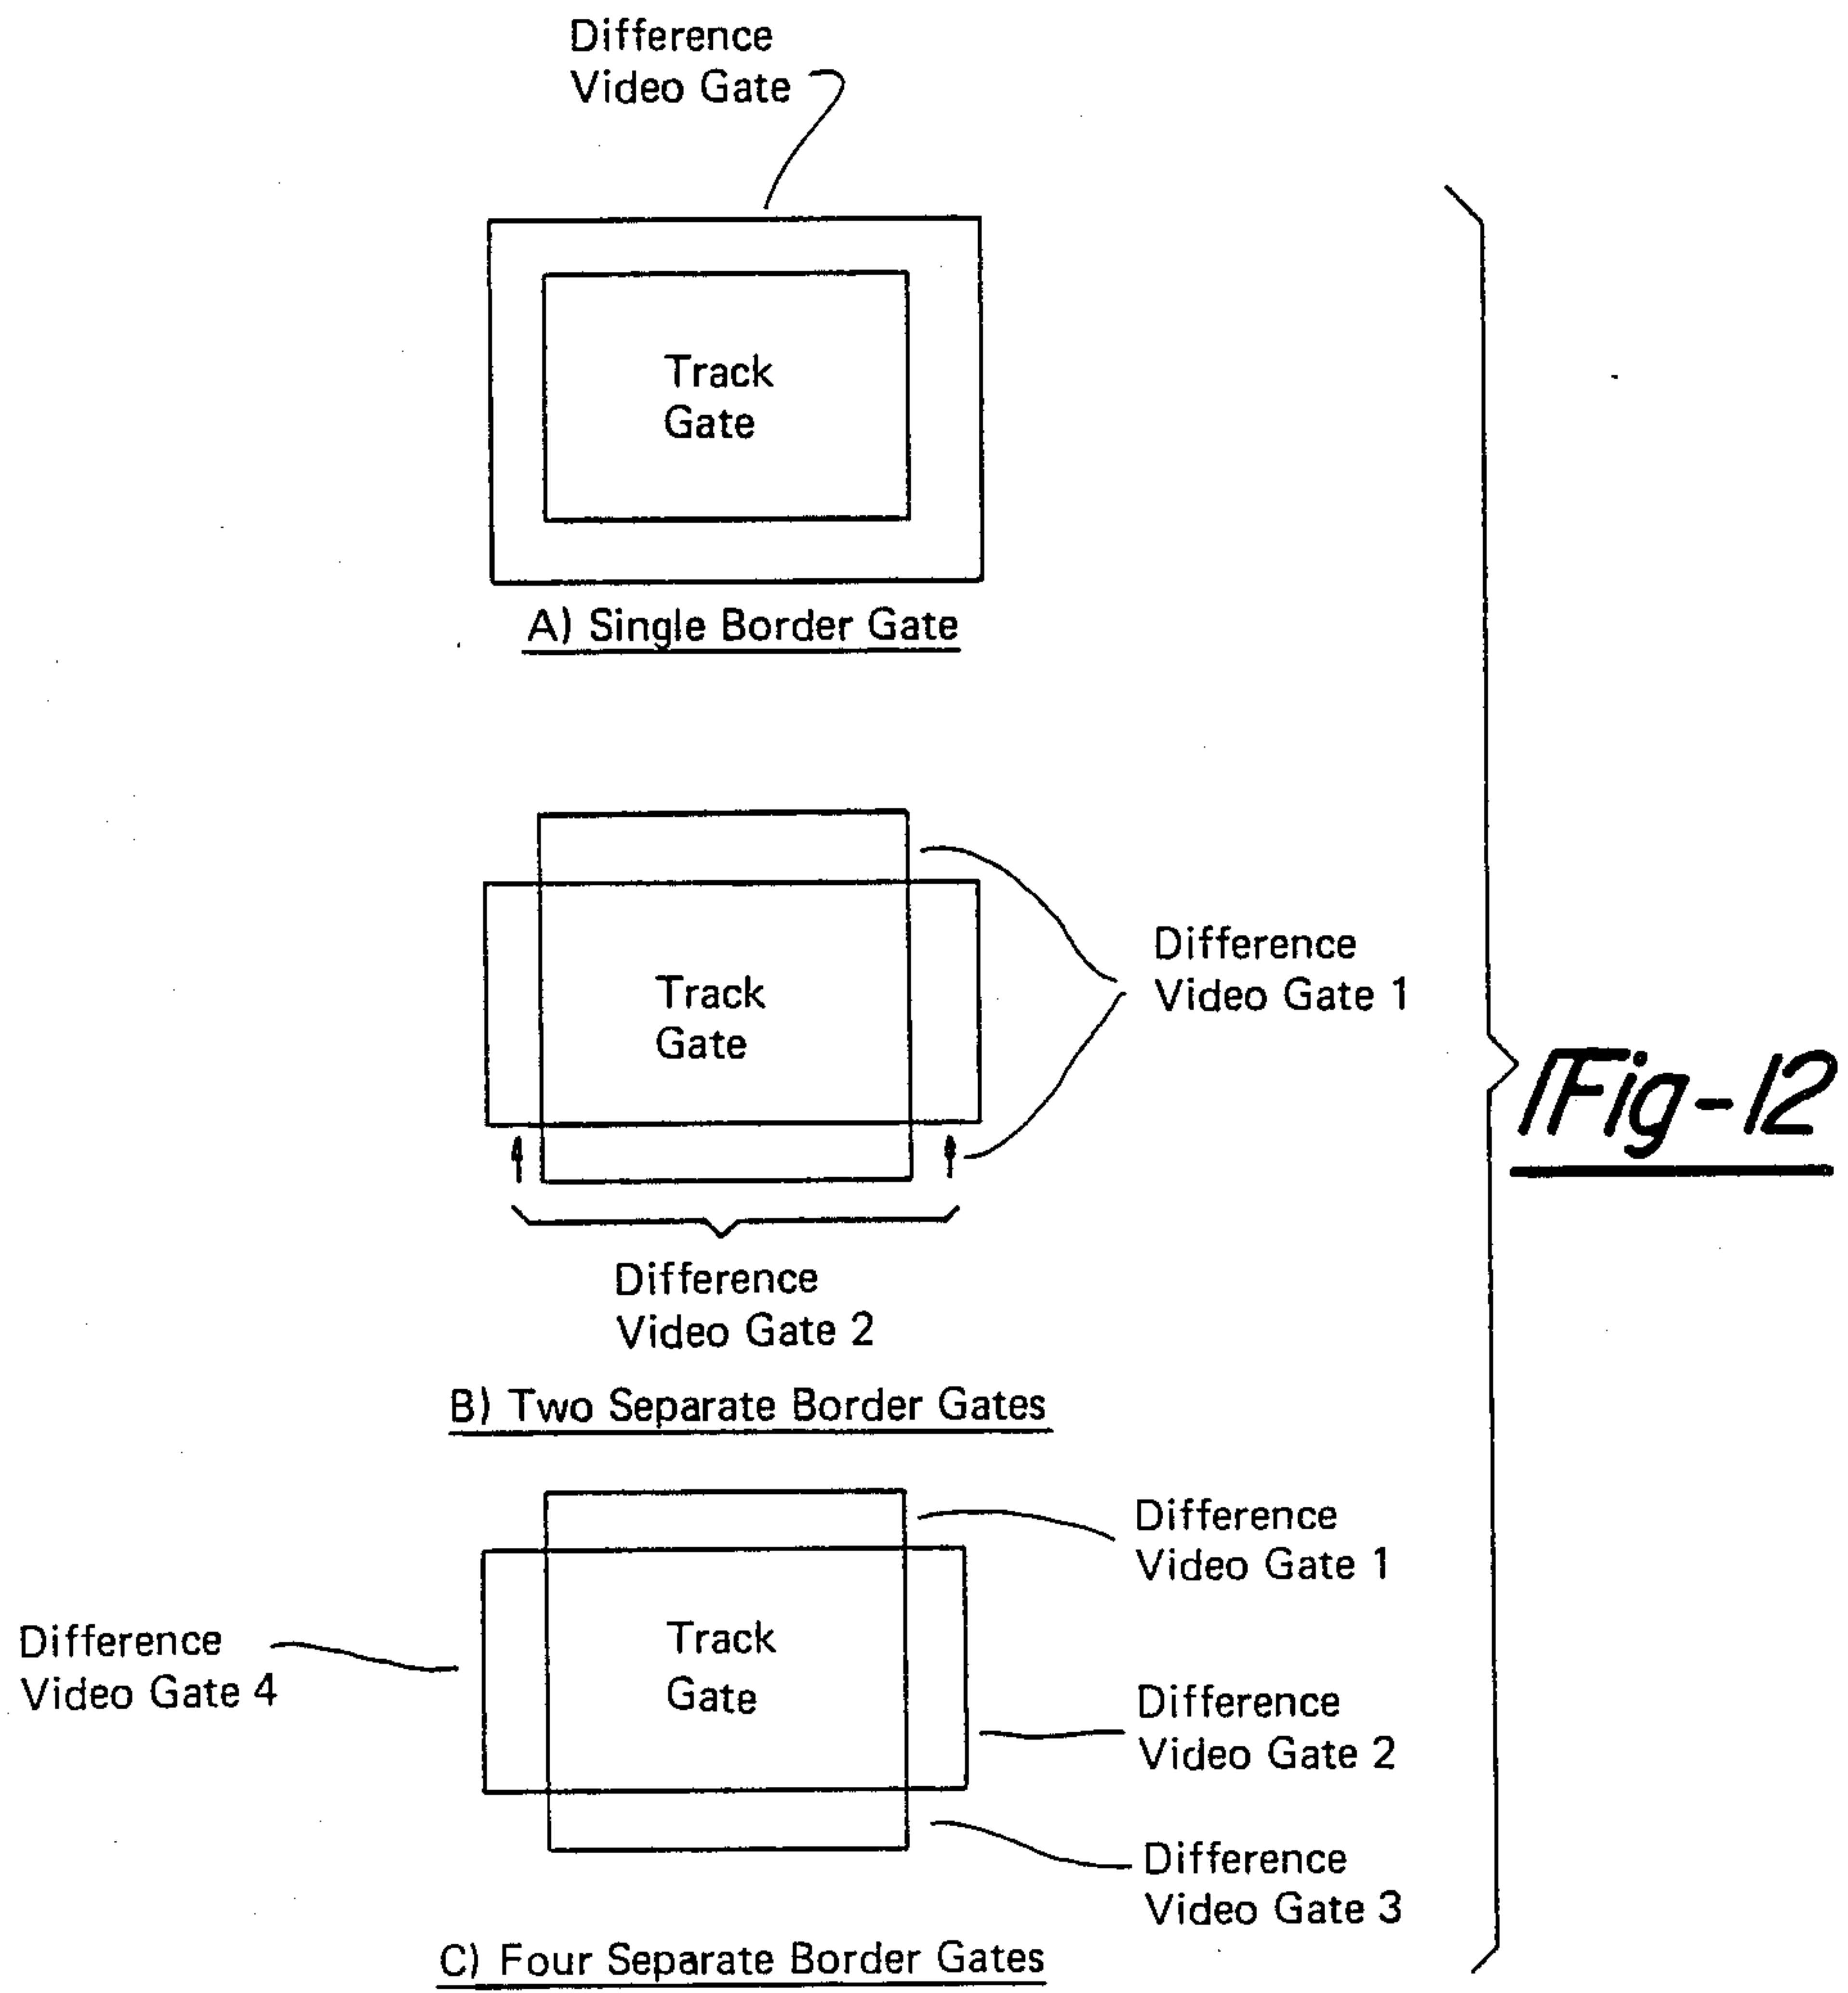 Difference
Video Gate
Track
Gate
A) Single Border Gate
Track
Gate
Difference
Video Gate 1
Difference
Video Gate 2
B) Two Separate Border Gates
Fig-12
Difference
Video Gate 1
Track
Gate
Difference
Video Gate 4
Difference
Video Gate 2
Difference
Video Gate 3
C) Four Separate Border Gates